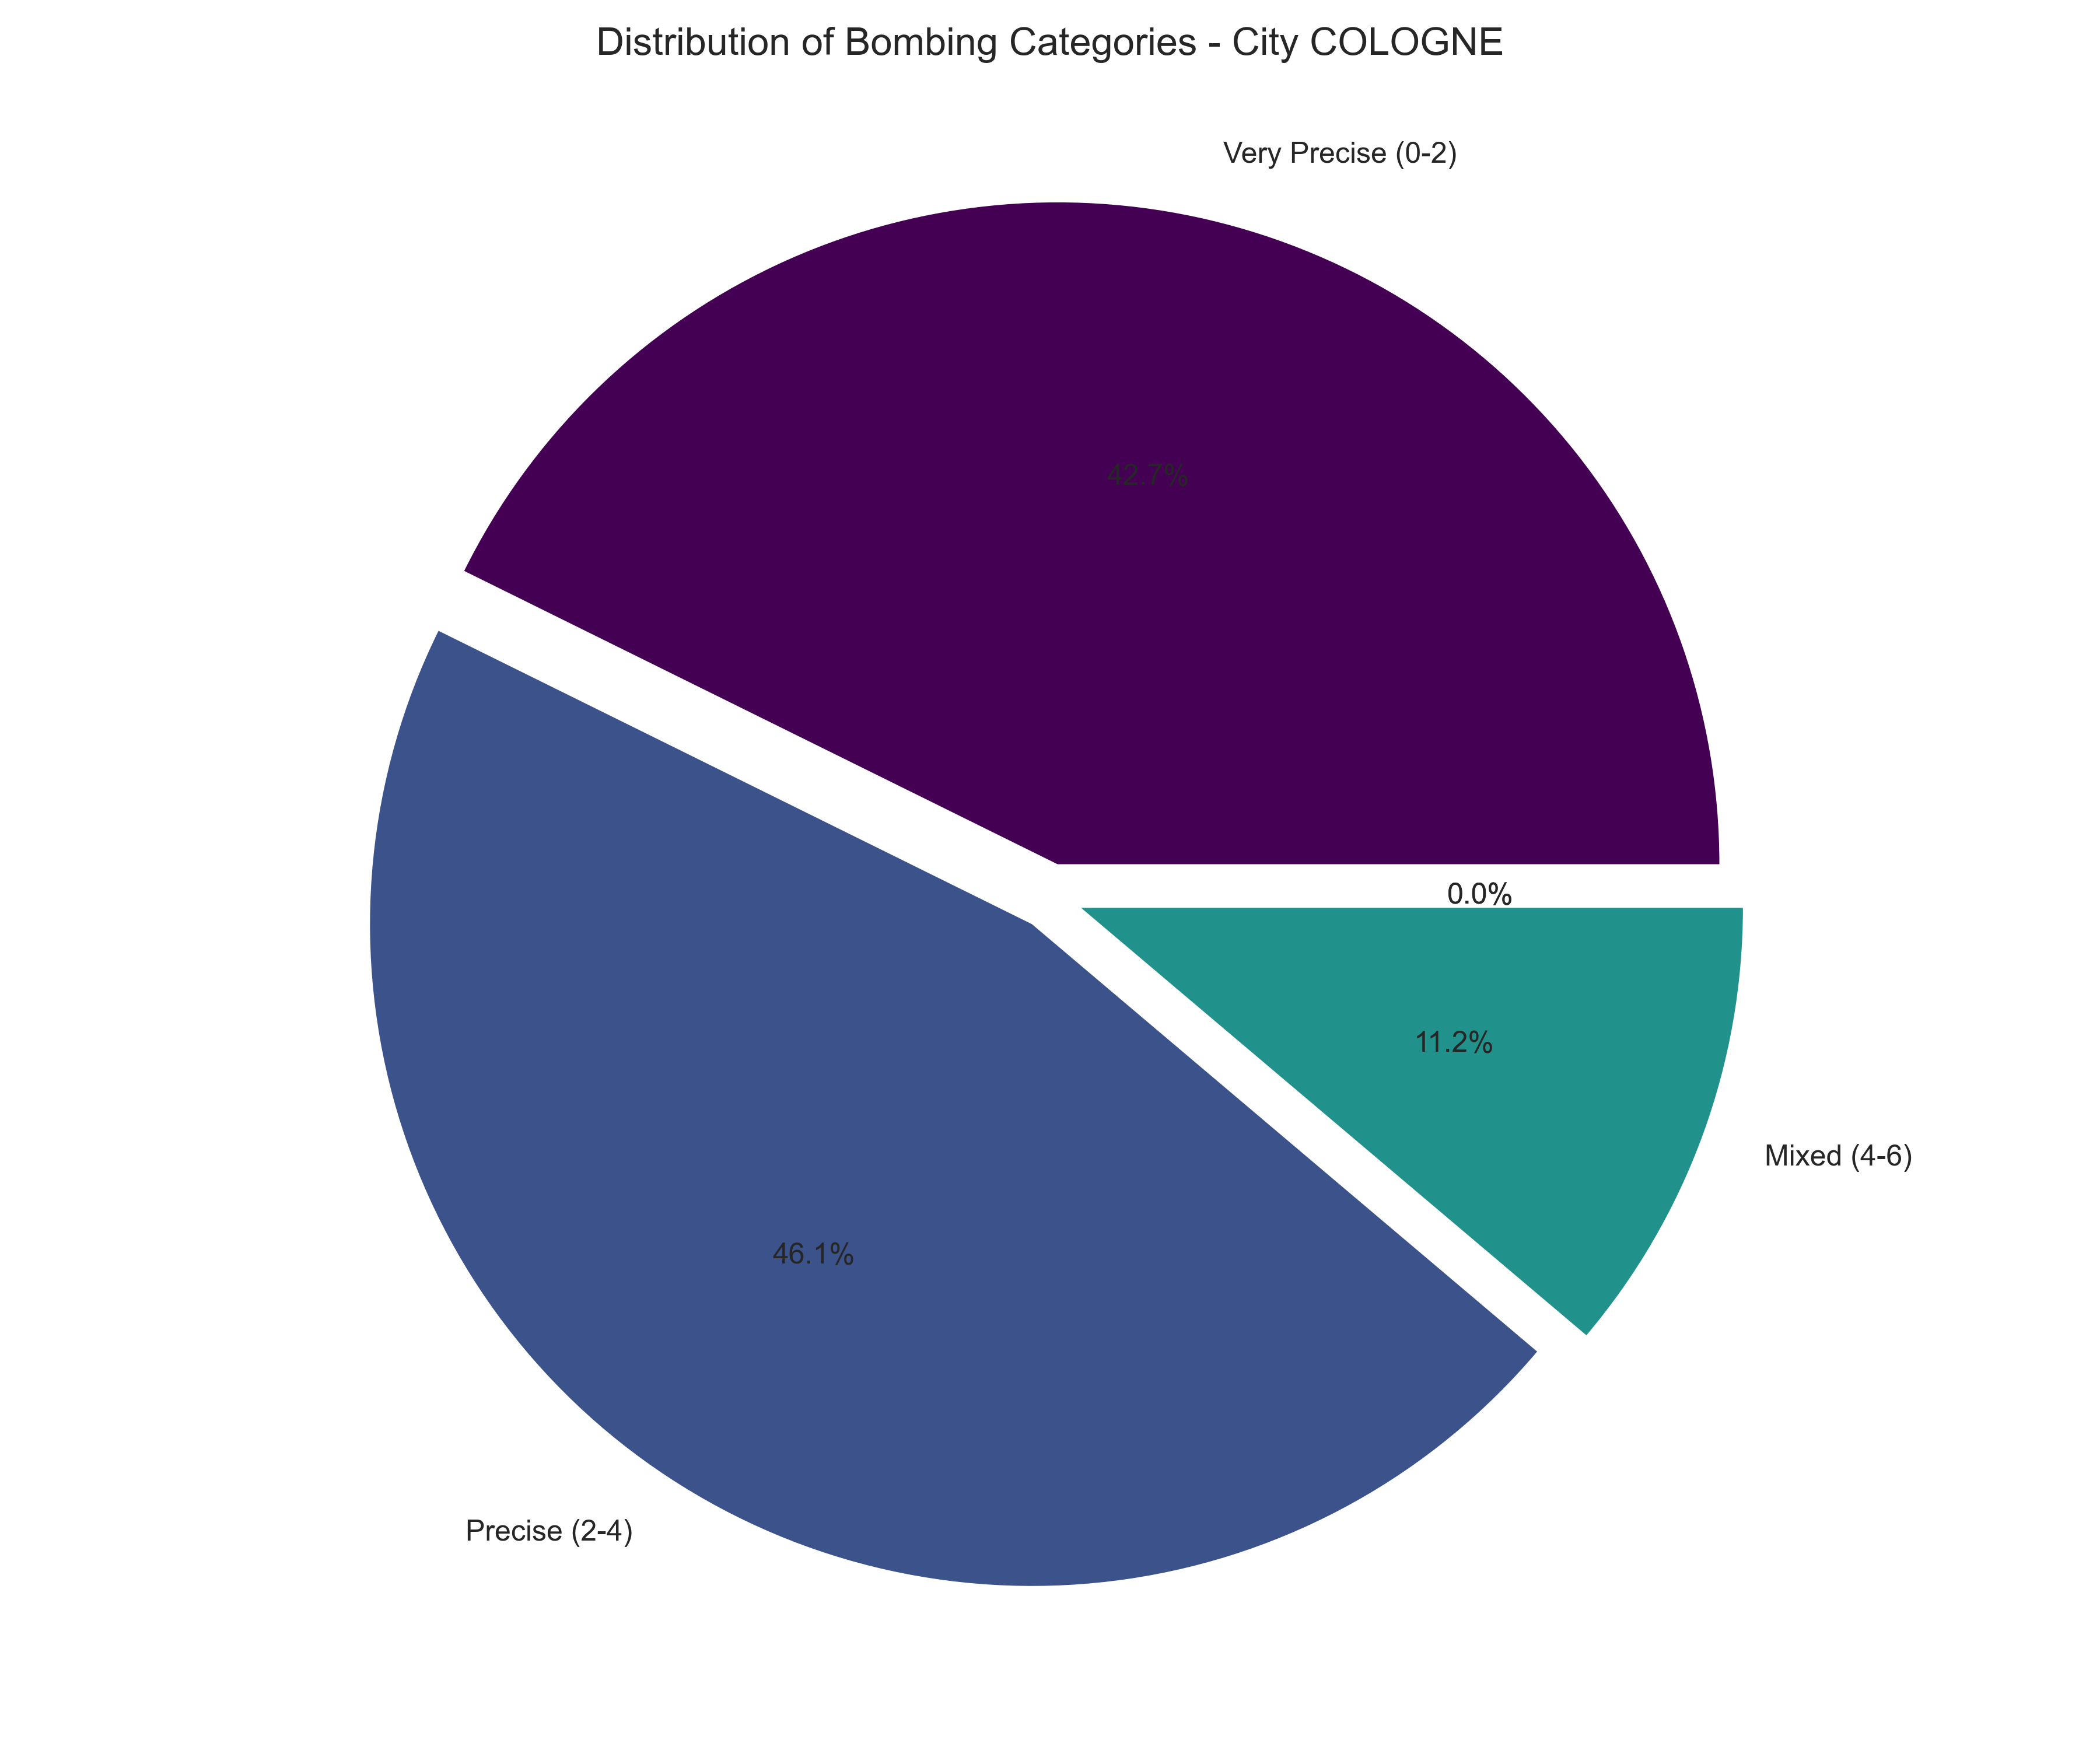 Distribution of Bombing Categories - City COLOGNE
Very Precise (0-2)
42.7%
0.0%
11.2%
Mixed (4-6)
46.1%
Precise (2-4)